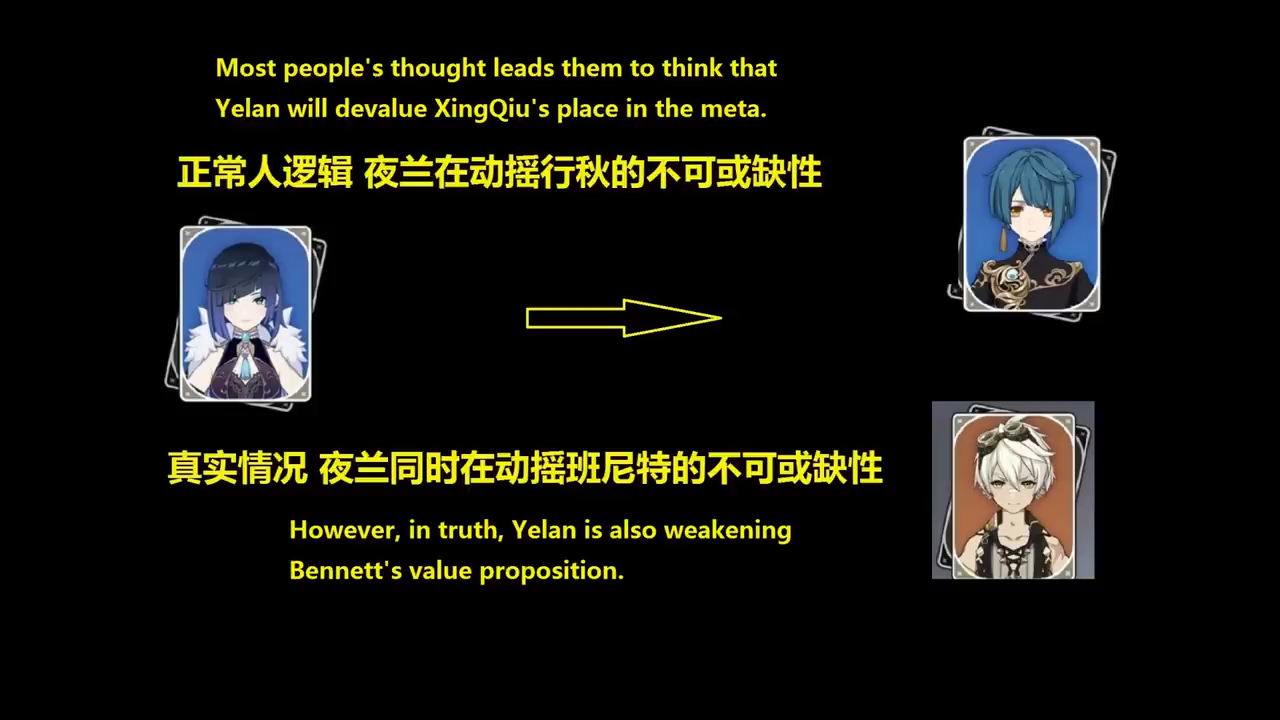 Most people's thought leads them to think that
Yelan will devalue XingQiu's place in the meta.
正常人逻辑 夜兰在动摇行秋的不可或缺性
真实情况 夜兰同时在动摇班尼特的不可或缺性
However, in truth, Yelan is also weakening
Bennett's value proposition.